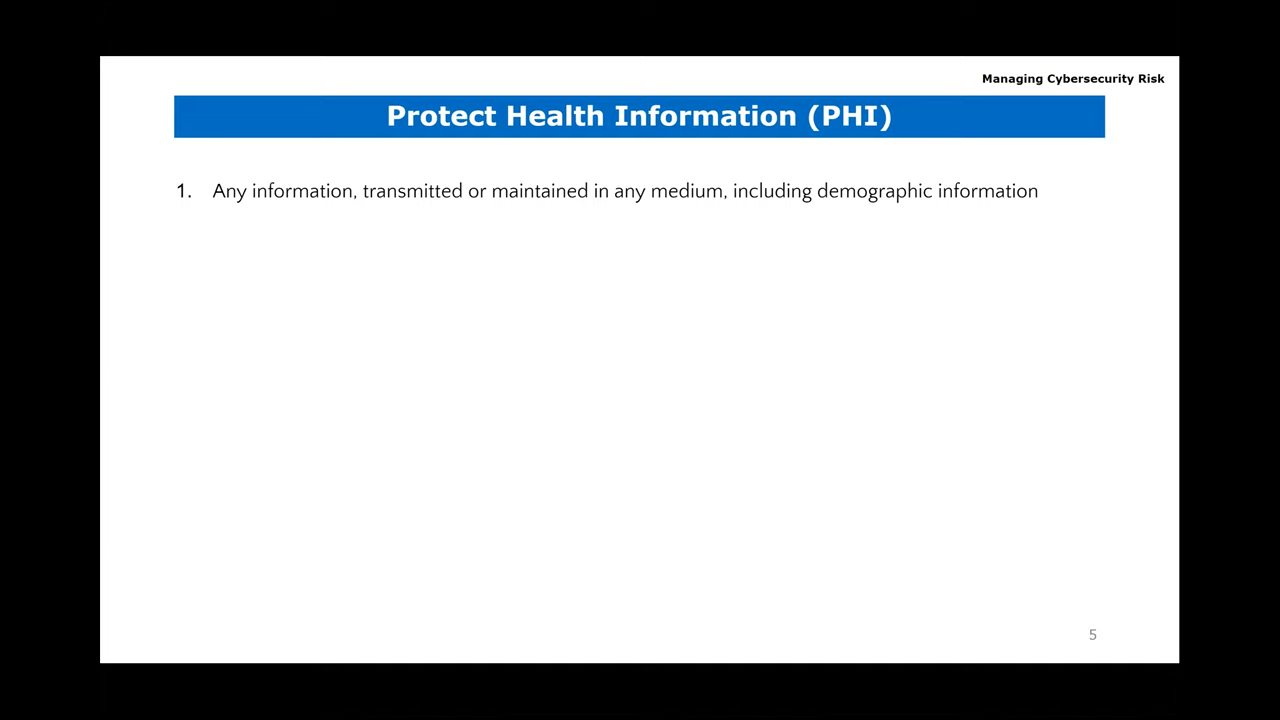 Managing Cybersecurity Risk
Protect Health Information (PHI)
1. Any information, transmitted or maintained in any medium, including demographic information
5